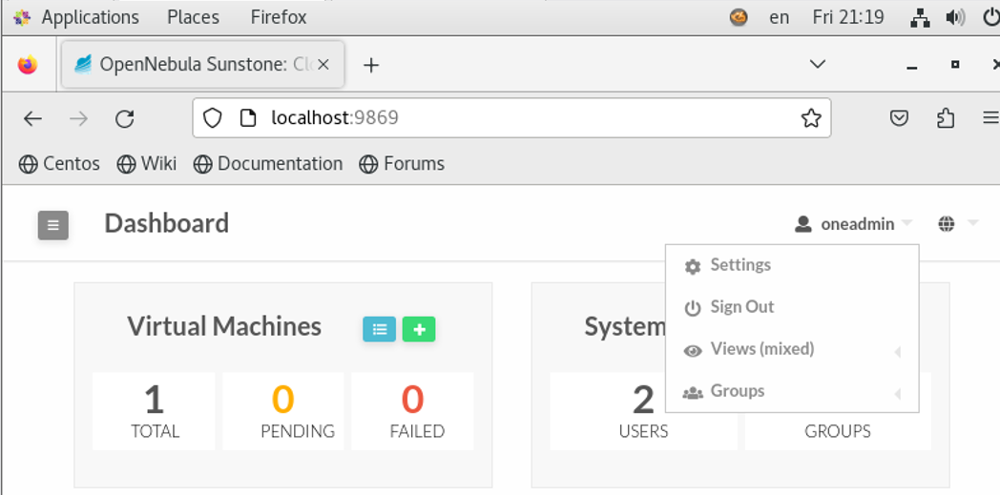 Applications Places Firefox en Fri 21:19
OpenNebula Sunstone: Cl
localhost:9869
Centos Wiki Documentation Forums
Dashboard oneadmin
Settings
Sign Out
Views (mixed)
Groups
Virtual Machines
1 0 0
TOTAL PENDING FAILED
System
2
USERS GROUPS